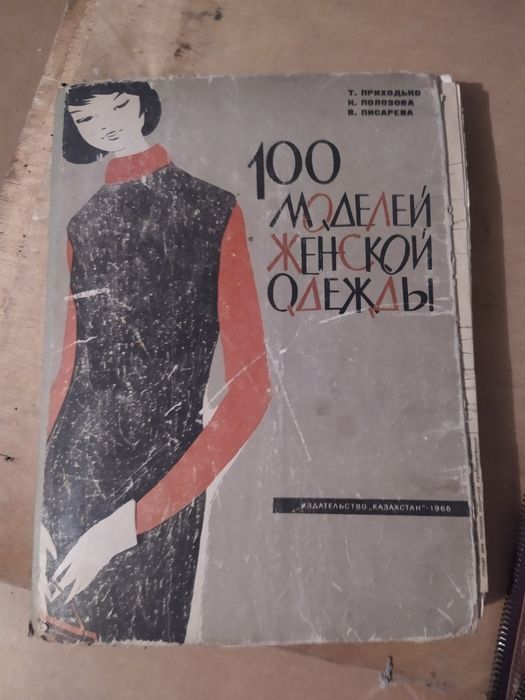 Т. ПРИХОДЬКО
Н. ПОЛОЗОВА
В. ПИСАРЕВА
100
МОДЕЛЕЙ
ЖЕНСКОЙ
ОДЕЖДЫ
ИЗДАТЕЛЬСТВО „КАЗАХСТАН"·1966